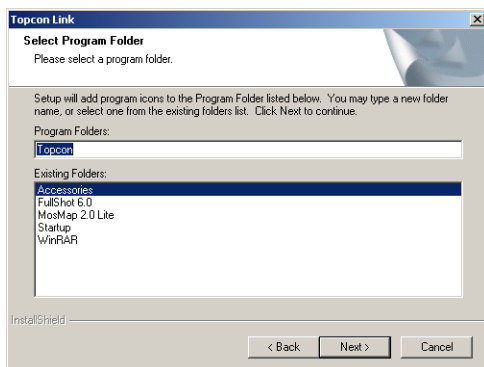 Topcon Link
Select Program Folder
Please select a program folder.
Setup will add program icons to the Program Folder listed below. You may type a new folder
name, or select one from the existing folders list. Click Next to continue.
Program Folders:
Topcon
Existing Folders:
Accessories
FullShot 6.0
MosMap 2.0 Lite
Startup
WinRAR
InstallShield
< Back Next > Cancel